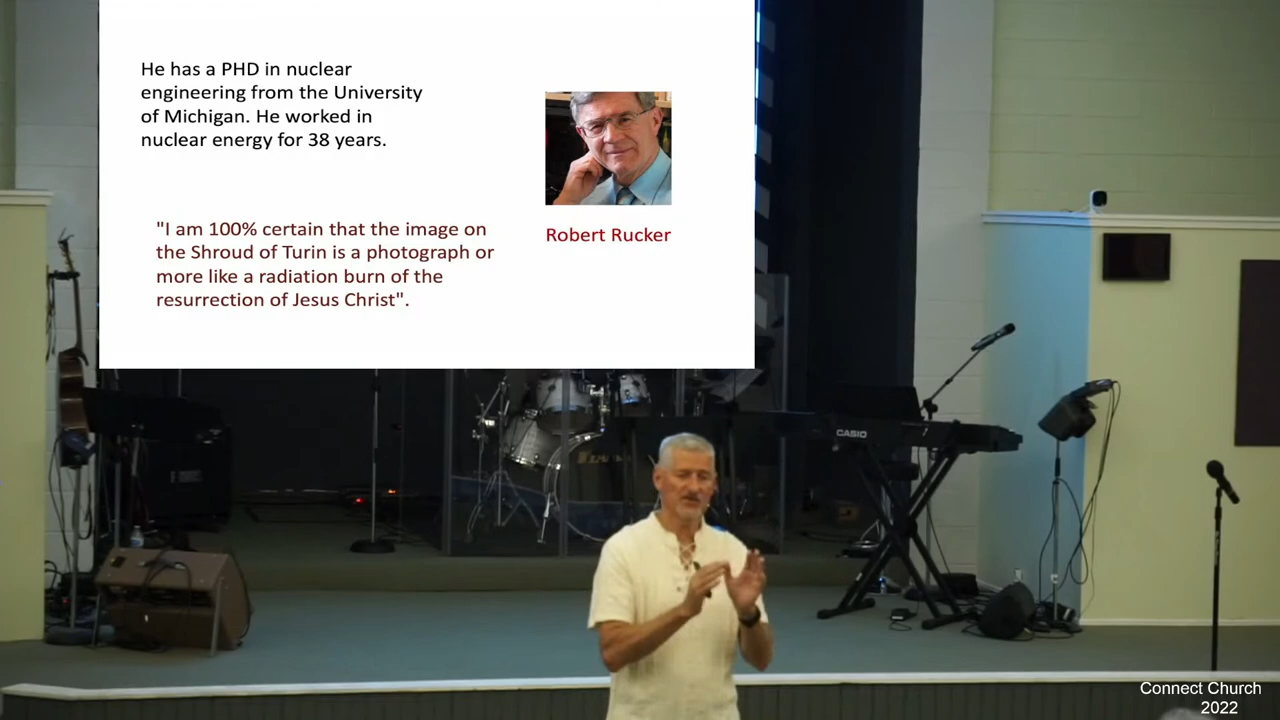 He has a PHD in nuclear
engineering from the University
of Michigan. He worked in
nuclear energy for 38 years.
"I am 100% certain that the image on
the Shroud of Turin is a photograph or
more like a radiation burn of the
resurrection of Jesus Christ".
Robert Rucker
CASIO
Connect Church
2022